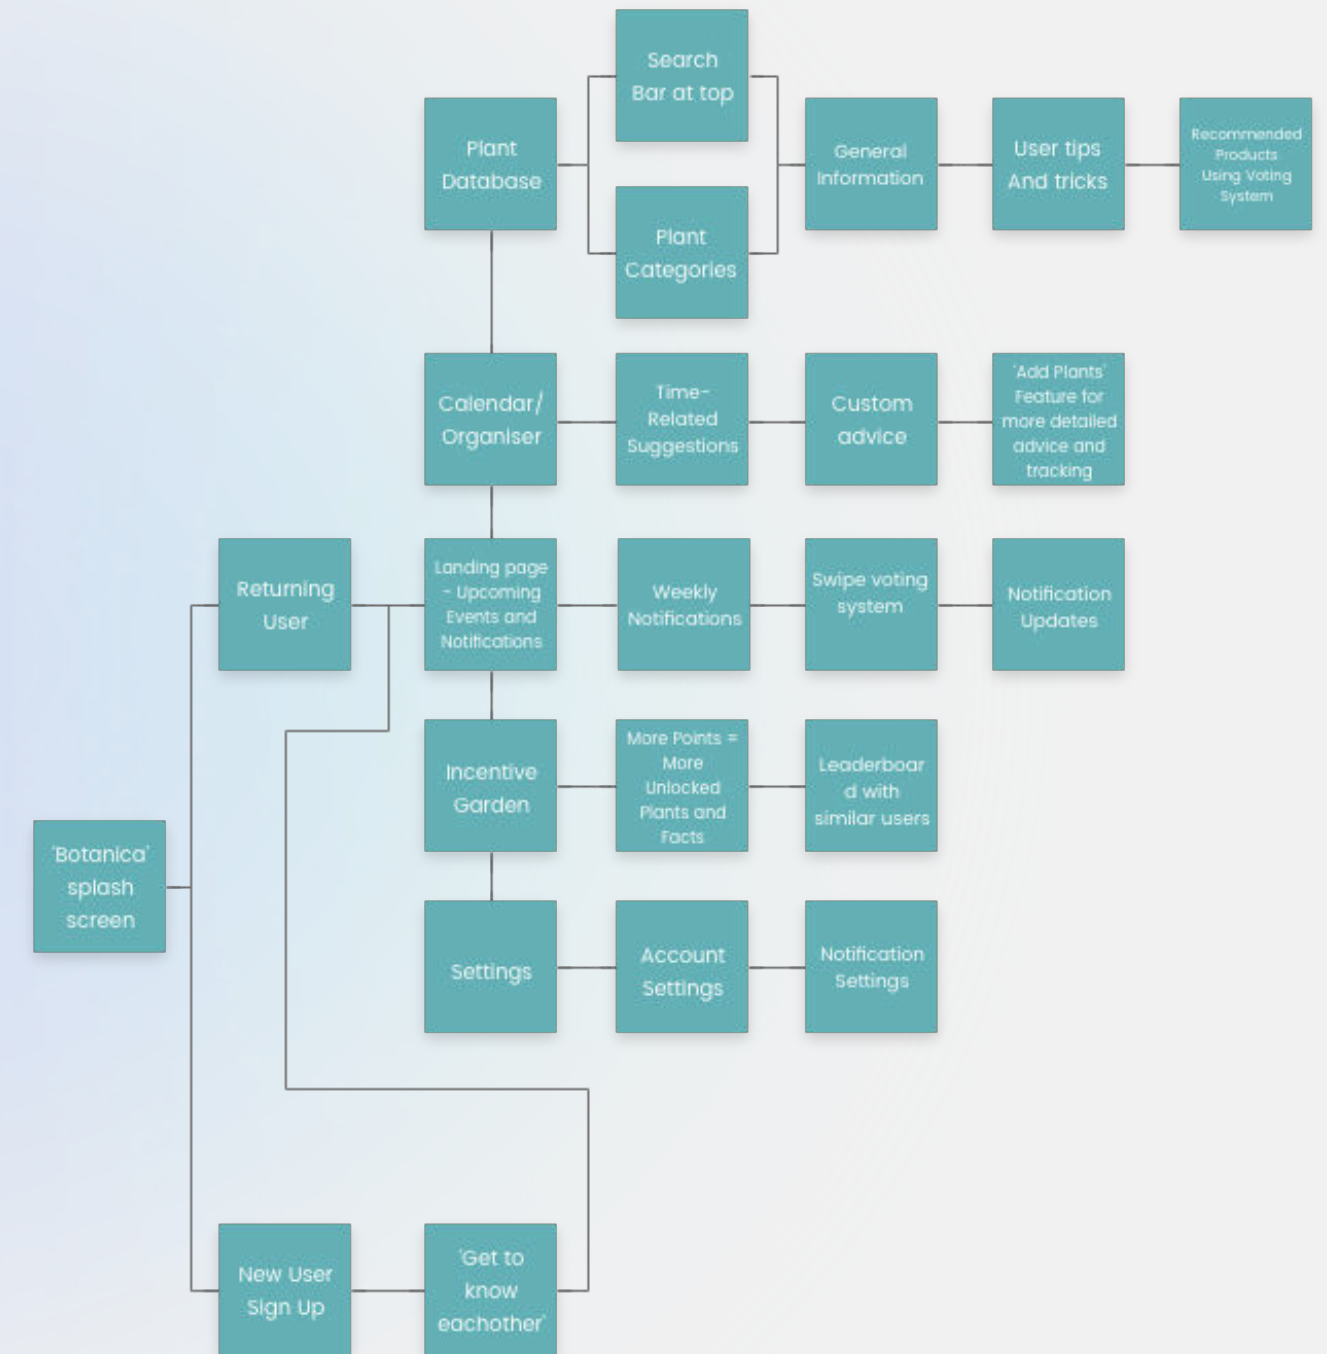 Search
Bar at top
Plant
Database
General
Information
User tips
And tricks
Recommended
Products
Using Voting
System
Plant
Categories
Calendar/
Organiser
Time-
Related
Suggestions
Custom
advice
'Add Plants'
Feature for
more detailed
advice and
tracking
Returning
User
Landing page
- Upcoming
Events and
Notifications
Weekly
Notifications
Swipe voting
system
Notification
Updates
Incentive
Garden
More Points =
More
Unlocked
Plants and
Facts
Leaderboar
d with
similar users
'Botanica'
splash
screen
Settings
Account
Settings
Notification
Settings
New User
Sign Up
'Get to
know
eachother'